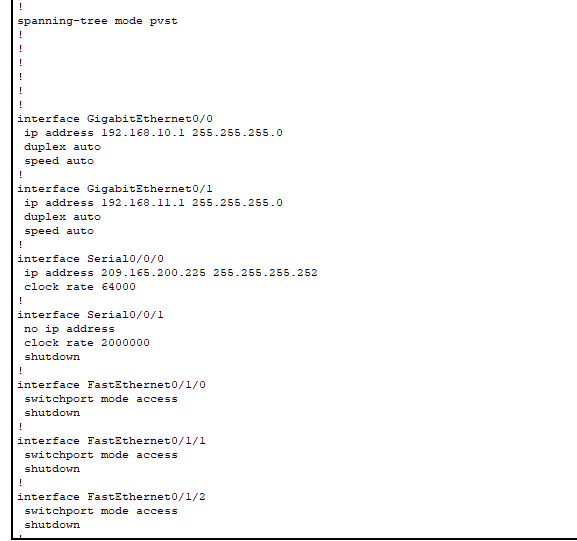 !
spanning-tree mode pvst
!
!
!
!
!
!
interface GigabitEthernet0/0
 ip address 192.168.10.1 255.255.255.0
 duplex auto
 speed auto
!
interface GigabitEthernet0/1
 ip address 192.168.11.1 255.255.255.0
 duplex auto
 speed auto
!
interface Serial0/0/0
 ip address 209.165.200.225 255.255.255.252
 clock rate 64000
!
interface Serial0/0/1
 no ip address
 clock rate 2000000
 shutdown
!
interface FastEthernet0/1/0
 switchport mode access
 shutdown
!
interface FastEthernet0/1/1
 switchport mode access
 shutdown
!
interface FastEthernet0/1/2
 switchport mode access
 shutdown
!